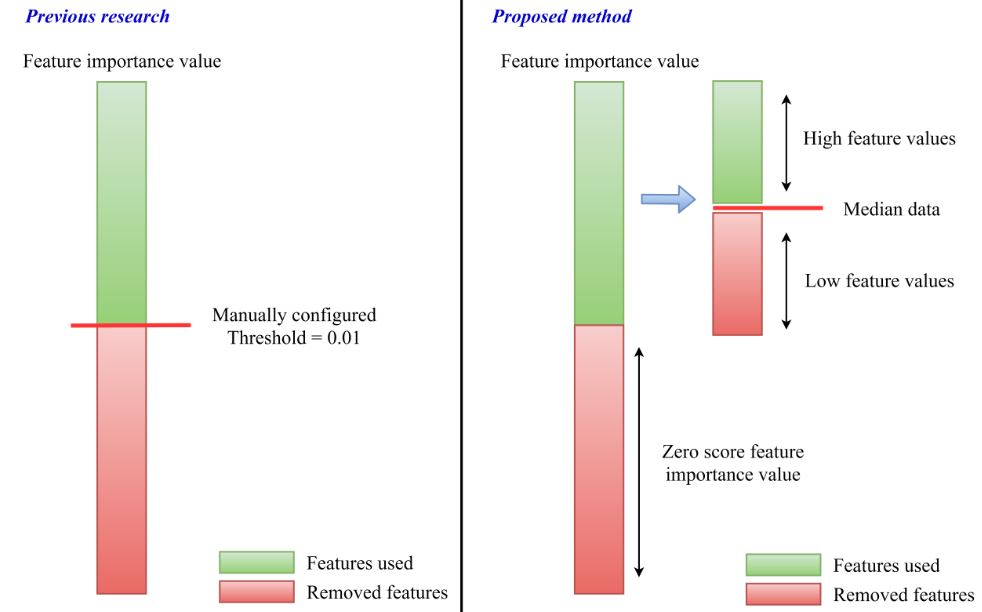 Previous research
Feature importance value
Manually configured
Threshold = 0.01
Features used
Removed features
Proposed method
Feature importance value
High feature values
Median data
Low feature values
Zero score feature
importance value
Features used
Removed features